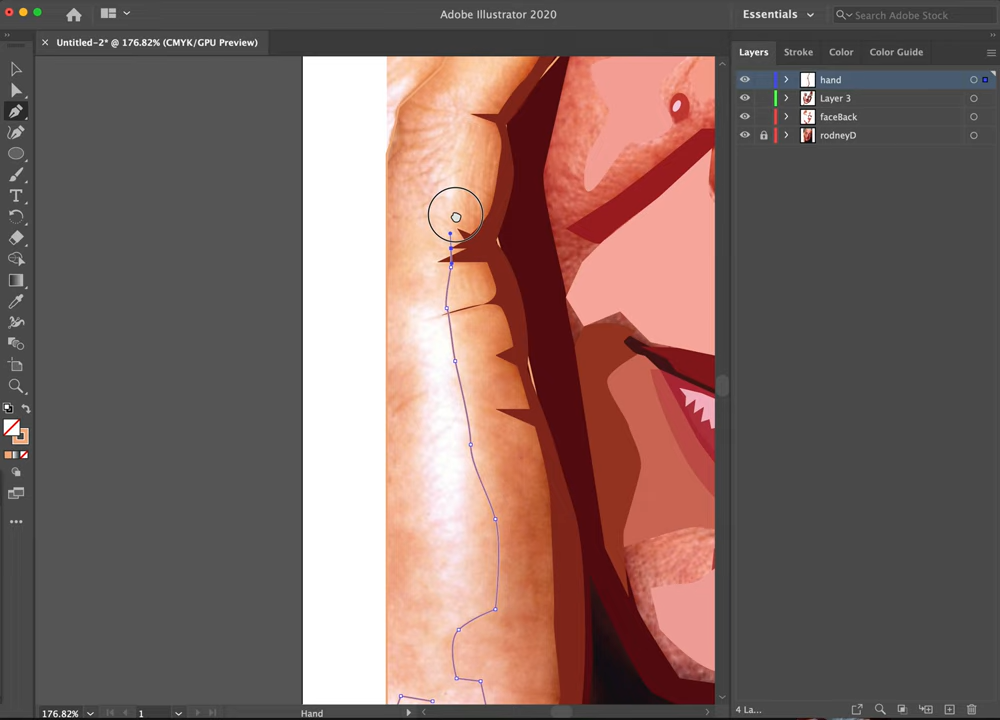 Adobe Illustrator 2020
Essentials
Search Adobe Stock
Untitled-2* @ 176.82% (CMYK/GPU Preview)
Layers Stroke Color Color Guide
hand
Layer 3
faceBack
rodneyD
176.82% 1 Hand
4 La...